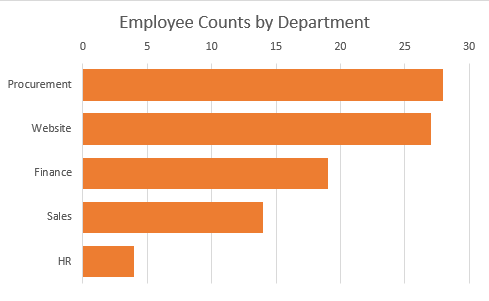 Employee Counts by Department
0 5 10 15 20 25 30
Procurement
Website
Finance
Sales
HR